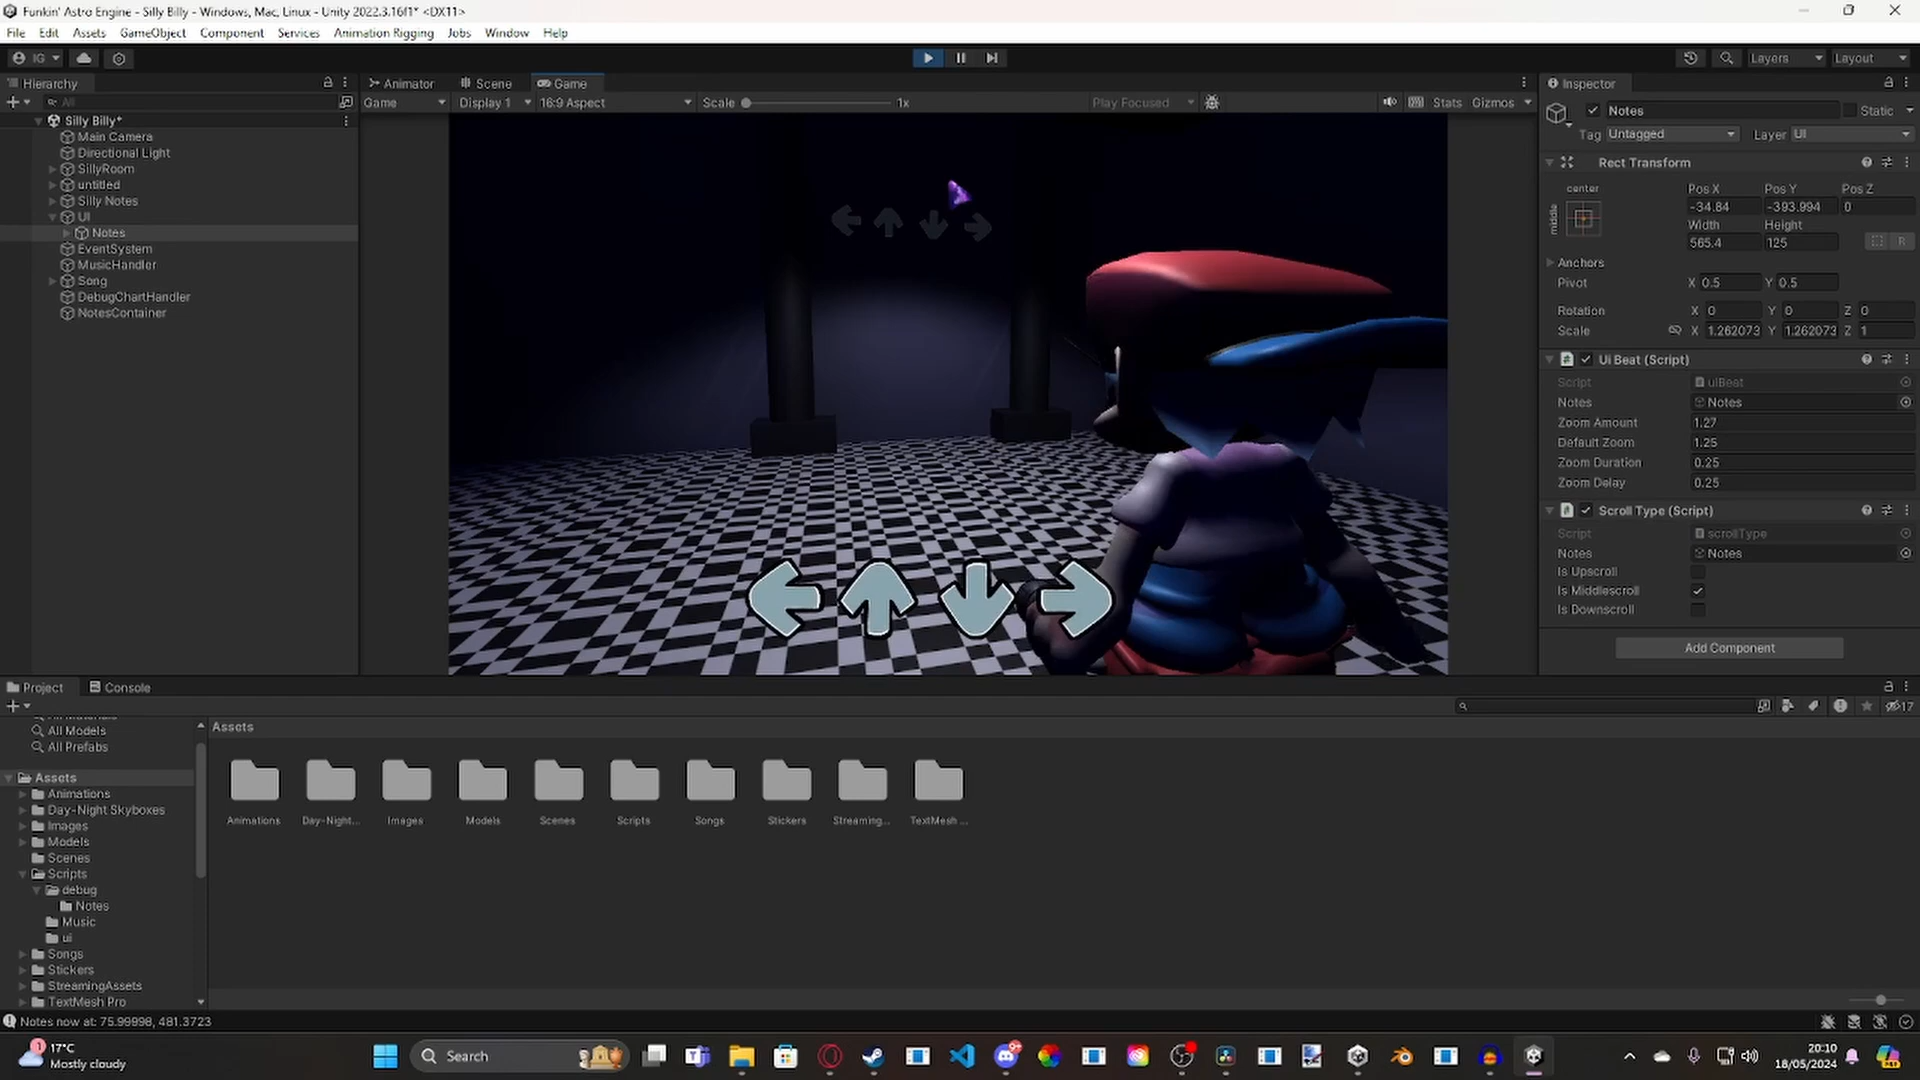 Funkin' Astro Engine - Silly Billy - Windows, Mac, Linux - Unity 2022.3.16f1* <DX11>
File Edit Assets GameObject Component Services Animation Rigging Jobs Window Help
IG Layers Layout
Hierarchy
All
Silly Billy*
Main Camera
Directional Light
SillyRoom
untitled
Silly Notes
UI
Notes
EventSystem
MusicHandler
Song
DebugChartHandler
NotesContainer
Animator Scene Game
Game Display 1 16:9 Aspect Scale 1x Play Focused Stats Gizmos
Inspector
Notes Static
Tag Untagged Layer UI
Rect Transform
center
middle
Pos X Pos Y Pos Z
-34.84 -393.994 0
Width Height
565.4 125
R
Anchors
Pivot X 0.5 Y 0.5
Rotation X 0 Y 0 Z 0
Scale X 1.262073 Y 1.262073 Z 1
Ui Beat (Script)
Script uiBeat
Notes Notes
Zoom Amount 1.27
Default Zoom 1.25
Zoom Duration 0.25
Zoom Delay 0.25
Scroll Type (Script)
Script scrollType
Notes Notes
Is Upscroll
Is Middlescroll
Is Downscroll
Add Component
Project Console
17
All Models
All Prefabs
Assets
Animations
Day-Night Skyboxes
Images
Models
Scenes
Scripts
debug
Notes
Music
ui
Songs
Stickers
StreamingAssets
TextMesh Pro
Assets
Animations Day-Night... Images Models Scenes Scripts Songs Stickers Streaming... TextMesh ...
Notes now at: 75.99998, 481.3723
1
17°C
Mostly cloudy
Search
20:10
18/05/2024